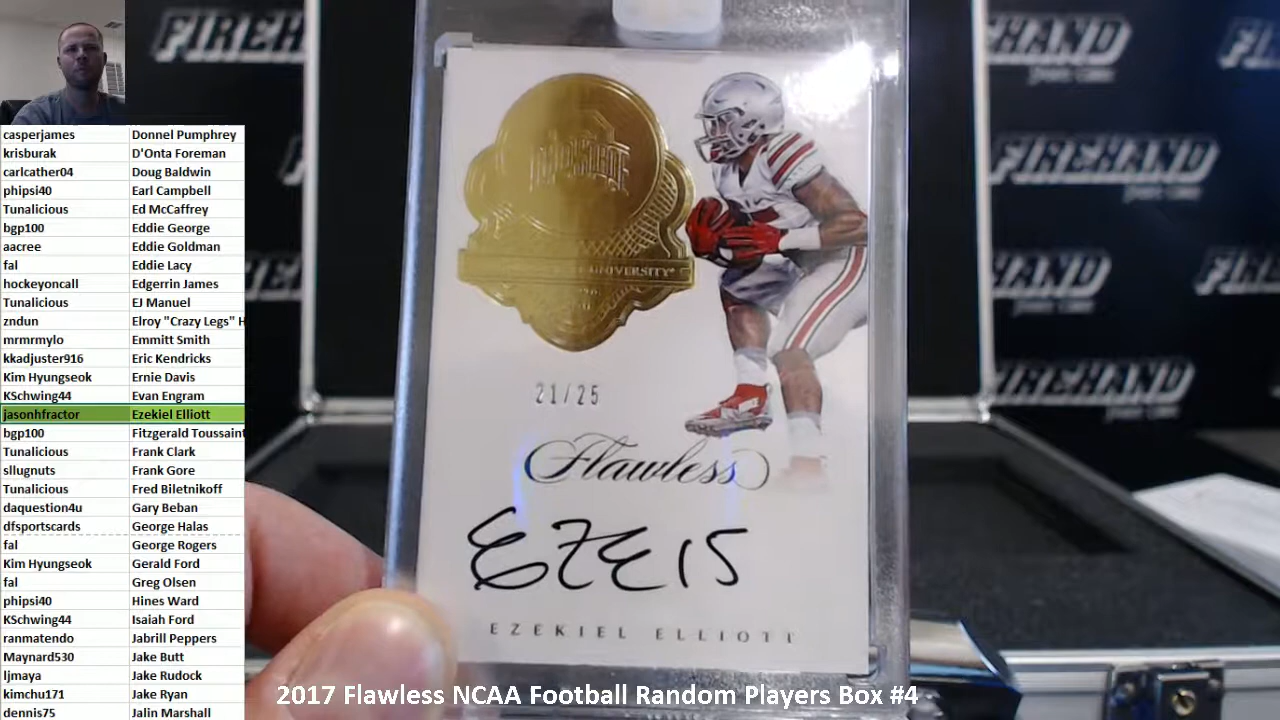 FIREHAND
casperjames Donnel Pumphrey
krisburak D'Onta Foreman
carlcather04 Doug Baldwin
phipsi40 Earl Campbell
Tunalicious Ed McCaffrey
bgp100 Eddie George
aacree Eddie Goldman
fal Eddie Lacy
hockeyoncall Edgerrin James
Tunalicious EJ Manuel
zndun Elroy "Crazy Legs" H
mrmrmylo Emmitt Smith
kkadjuster916 Eric Kendricks
Kim Hyungseok Ernie Davis
KSchwing44 Evan Engram
jasonhfractor Ezekiel Elliott
bgp100 Fitzgerald Toussaint
Tunalicious Frank Clark
sllugnuts Frank Gore
Tunalicious Fred Biletnikoff
daquestion4u Gary Beban
dfsportscards George Halas
fal George Rogers
Kim Hyungseok Gerald Ford
fal Greg Olsen
phipsi40 Hines Ward
KSchwing44 Isaiah Ford
ranmatendo Jabrill Peppers
Maynard530 Jake Butt
ljmaya Jake Rudock
kimchu171 Jake Ryan
dennis75 Jalin Marshall
UNIVERSITY
21/25
Flawless
EZE 15
EZEKIEL ELLIOTT
FIREHAND
FIREHAND
FIREHAND
FIREHAND
2017 Flawless NCAA Football Random Players Box #4